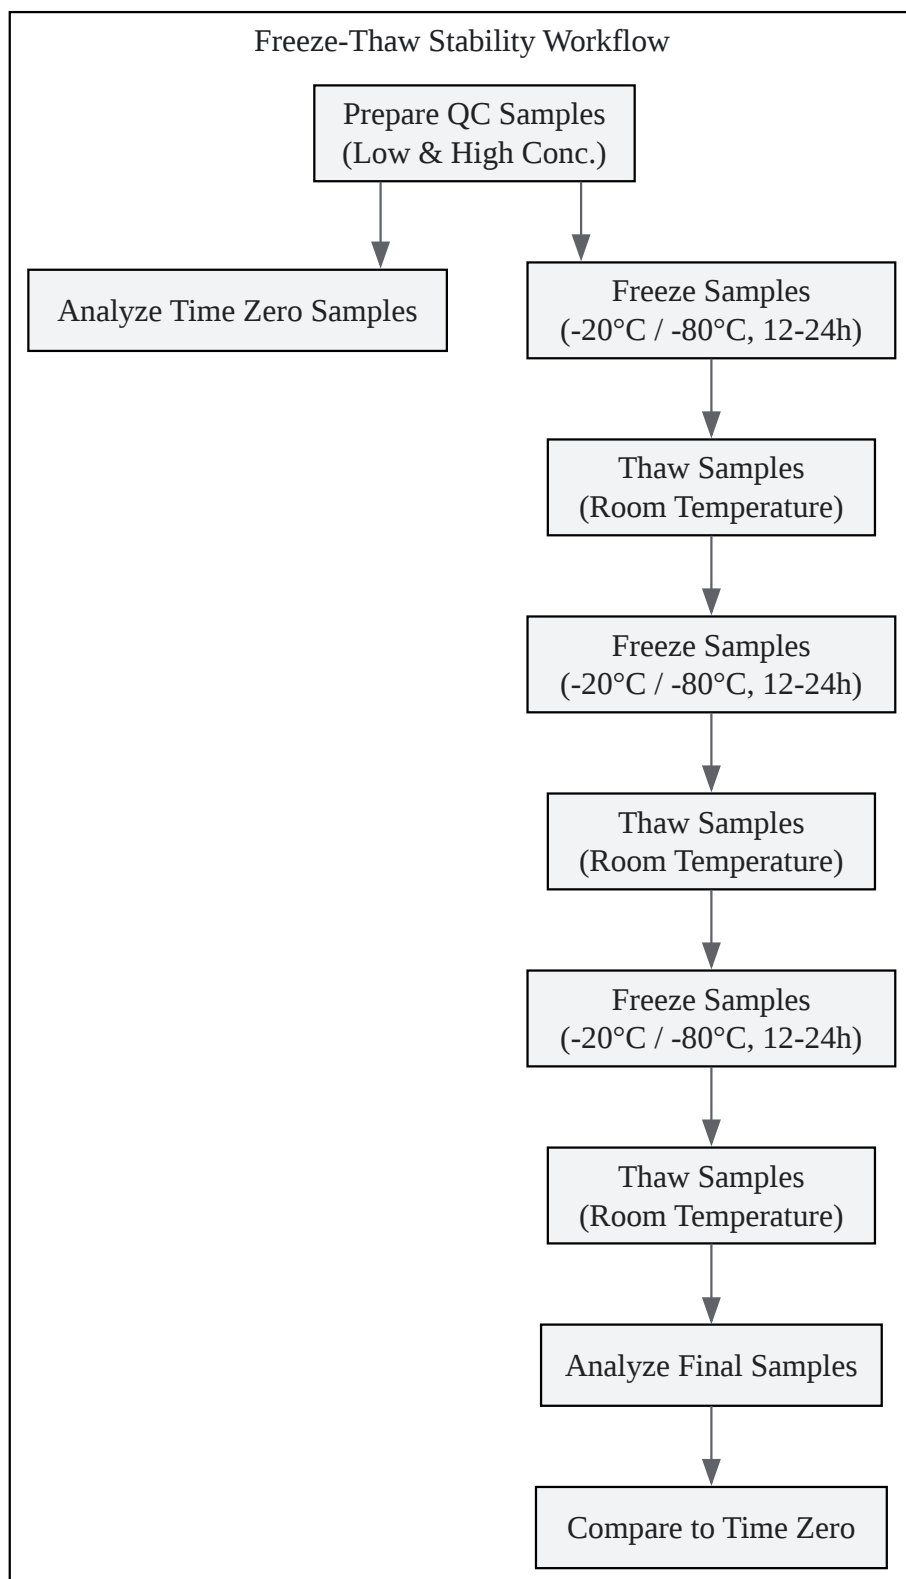 Freeze-Thaw Stability Workflow
Prepare QC Samples
(Low & High Conc.)
Analyze Time Zero Samples
Freeze Samples
(-20°C / -80°C, 12-24h)
Thaw Samples
(Room Temperature)
Freeze Samples
(-20°C / -80°C, 12-24h)
Thaw Samples
(Room Temperature)
Freeze Samples
(-20°C / -80°C, 12-24h)
Thaw Samples
(Room Temperature)
Analyze Final Samples
Compare to Time Zero